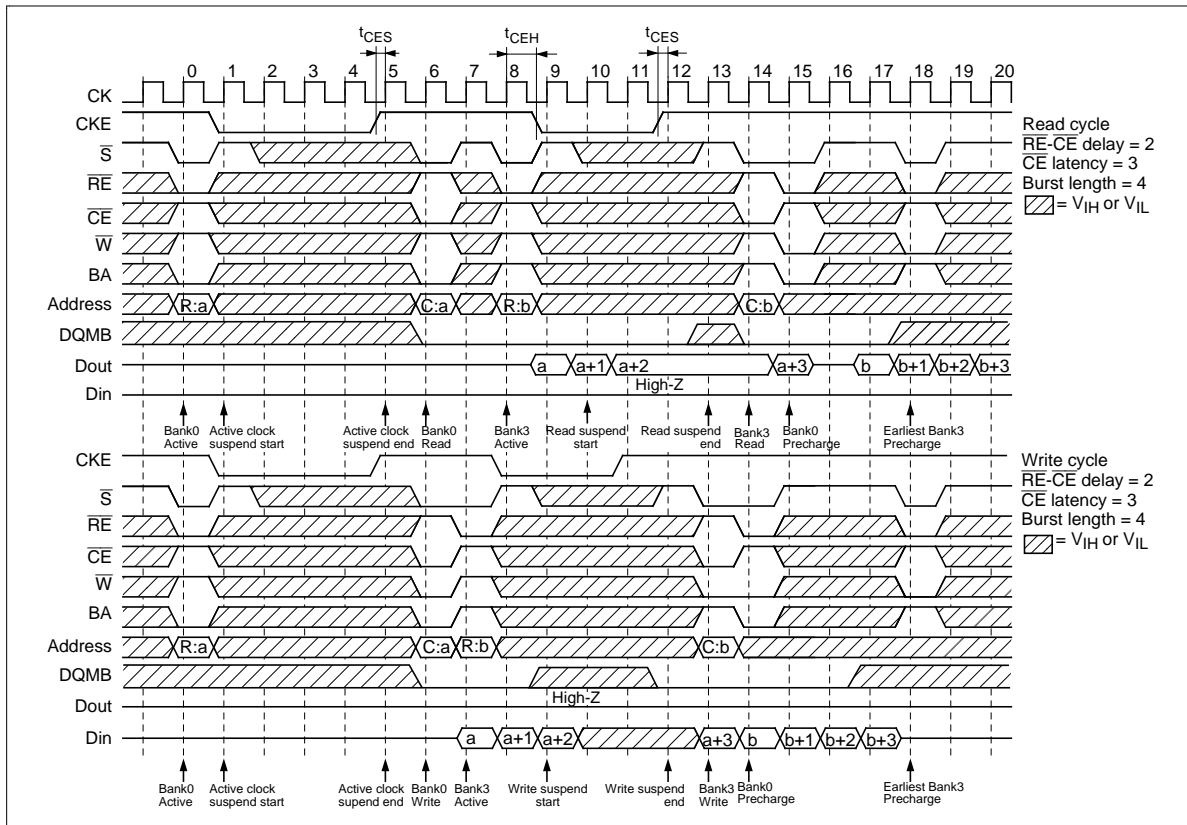 tCES
tCEH
tCES
0 1 2 3 4 5 6 7 8 9 10 11 12 13 14 15 16 17 18 19 20
CK
CKE
S
RE
CE
W
BA
Address R:a C:a R:b C:b
DQMB
Dout a a+1 a+2 a+3 b b+1 b+2 b+3
High-Z
Din
Bank0 Active
Active clock suspend start
Active clock suspend end
Bank0 Read
Bank3 Active
Read suspend start
Read suspend end
Bank3 Read
Bank0 Precharge
Earliest Bank3 Precharge
Read cycle
RE-CE delay = 2
CE latency = 3
Burst length = 4
= VIH or VIL
CKE
S
RE
CE
W
BA
Address R:a C:a R:b C:b
DQMB
High-Z
Dout
Din a a+1 a+2 a+3 b b+1 b+2 b+3
Bank0 Active
Active clock suspend start
Active clock supend end
Bank0 Write
Bank3 Active
Write suspend start
Write suspend end
Bank3 Write
Bank0 Precharge
Earliest Bank3 Precharge
Write cycle
RE-CE delay = 2
CE latency = 3
Burst length = 4
= VIH or VIL